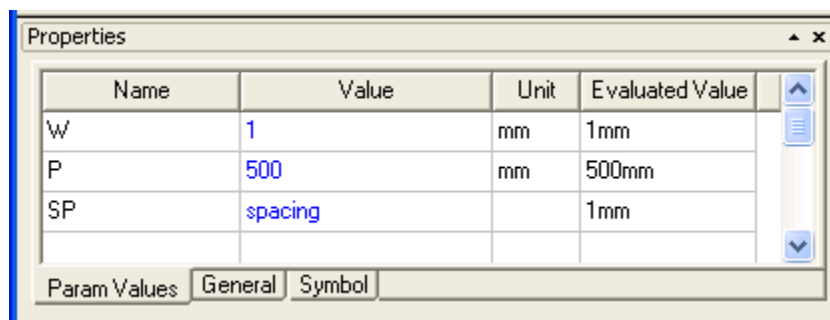 Properties
Name Value Unit Evaluated Value
W 1 mm 1mm
P 500 mm 500mm
SP spacing 1mm
Param Values General Symbol